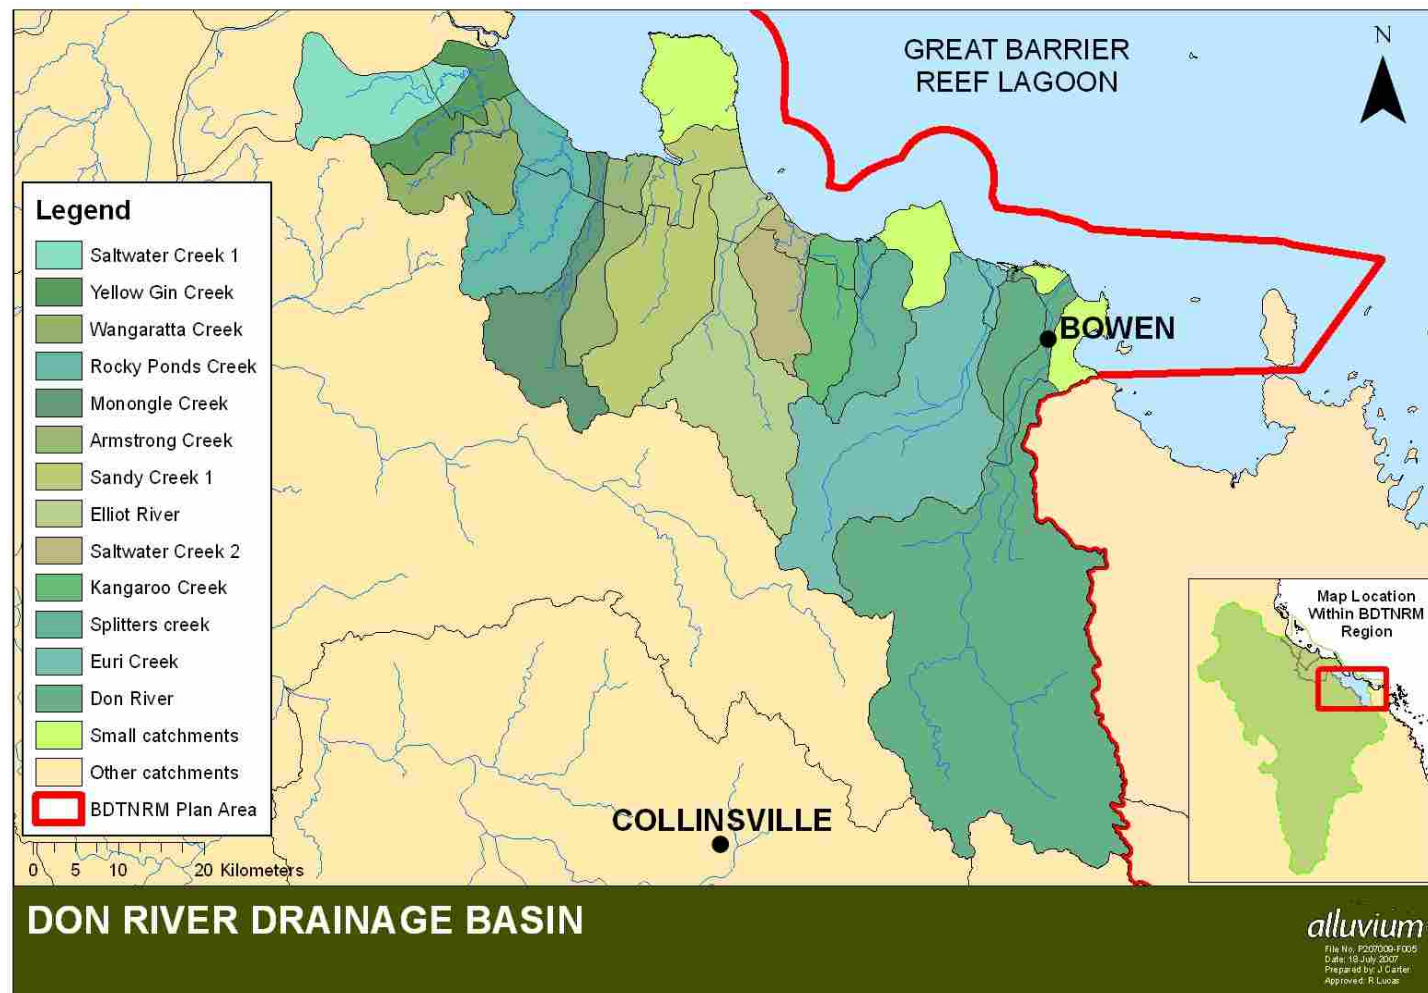 GREAT BARRIER
REEF LAGOON
N
Legend
Saltwater Creek 1
Yellow Gin Creek
Wangaratta Creek
Rocky Ponds Creek
Monongle Creek
Armstrong Creek
Sandy Creek 1
Elliot River
Saltwater Creek 2
Kangaroo Creek
Splitters creek
Euri Creek
Don River
Small catchments
Other catchments
BDTNRM Plan Area
0 5 10 20 Kilometers
BOWEN
COLLINSVILLE
Map Location
Within BDTNRM
Region
DON RIVER DRAINAGE BASIN
alluvium
File No. P207009-F005
Date: 18 July 2007
Prepared by: J Carter
Approved: R Lucas